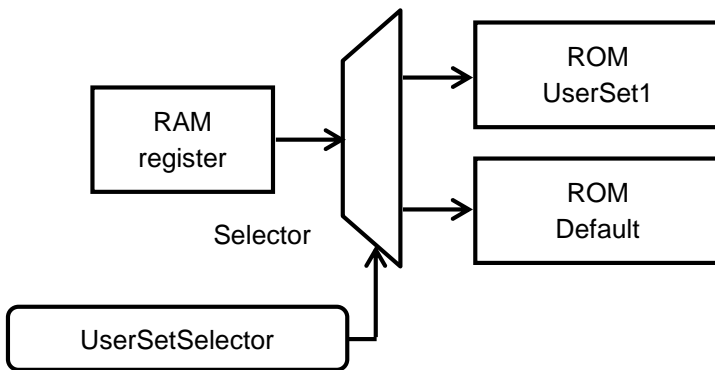 ROM
UserSet1
RAM
register
ROM
Default
Selector
UserSetSelector